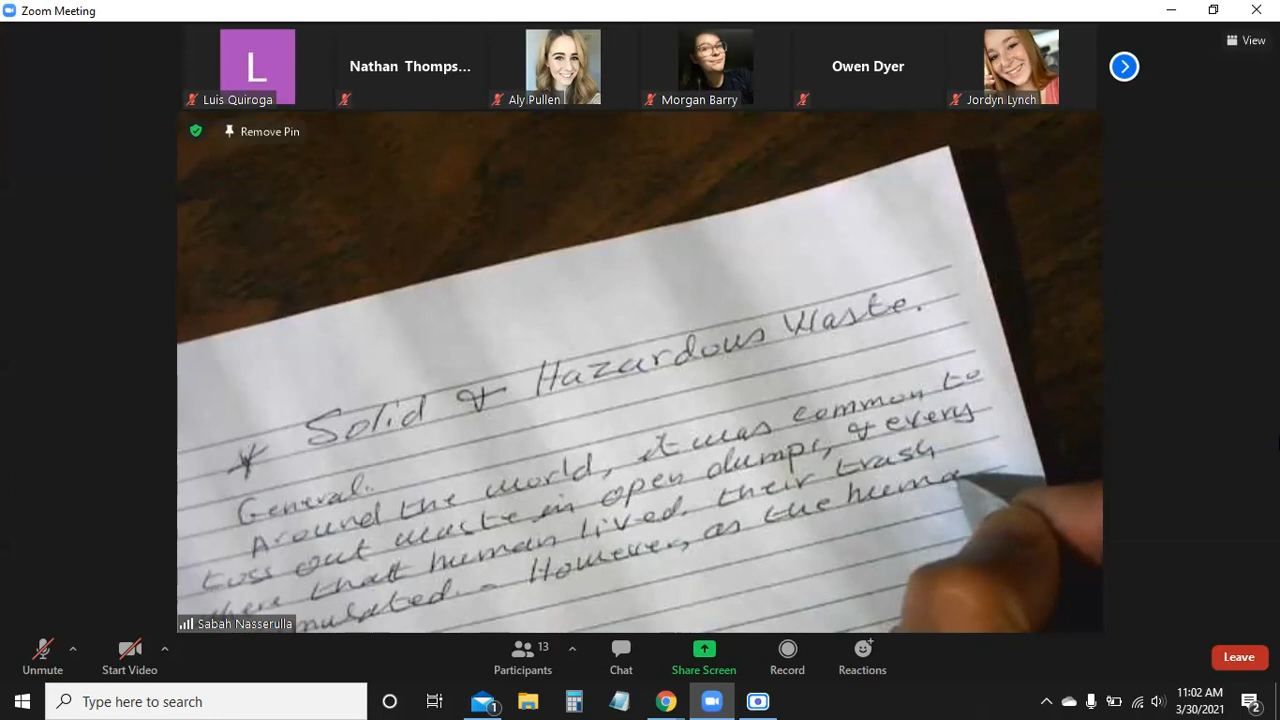 Zoom Meeting
L
Nathan Thomps...
Owen Dyer
View
Luis Quiroga
Aly Pullen
Morgan Barry
Jordyn Lynch
Remove Pin
* Solid & Hazardous Waste.
General.
Around the world, it was common to
toss out waste in open dumps, & every
where that human lived. their trash
mulated. - However, as the huma
Sabah Nasserulla
Unmute
Start Video
13
Participants
Chat
Share Screen
Record
Reactions
Leave
Type here to search
1
11:02 AM
3/30/2021
2